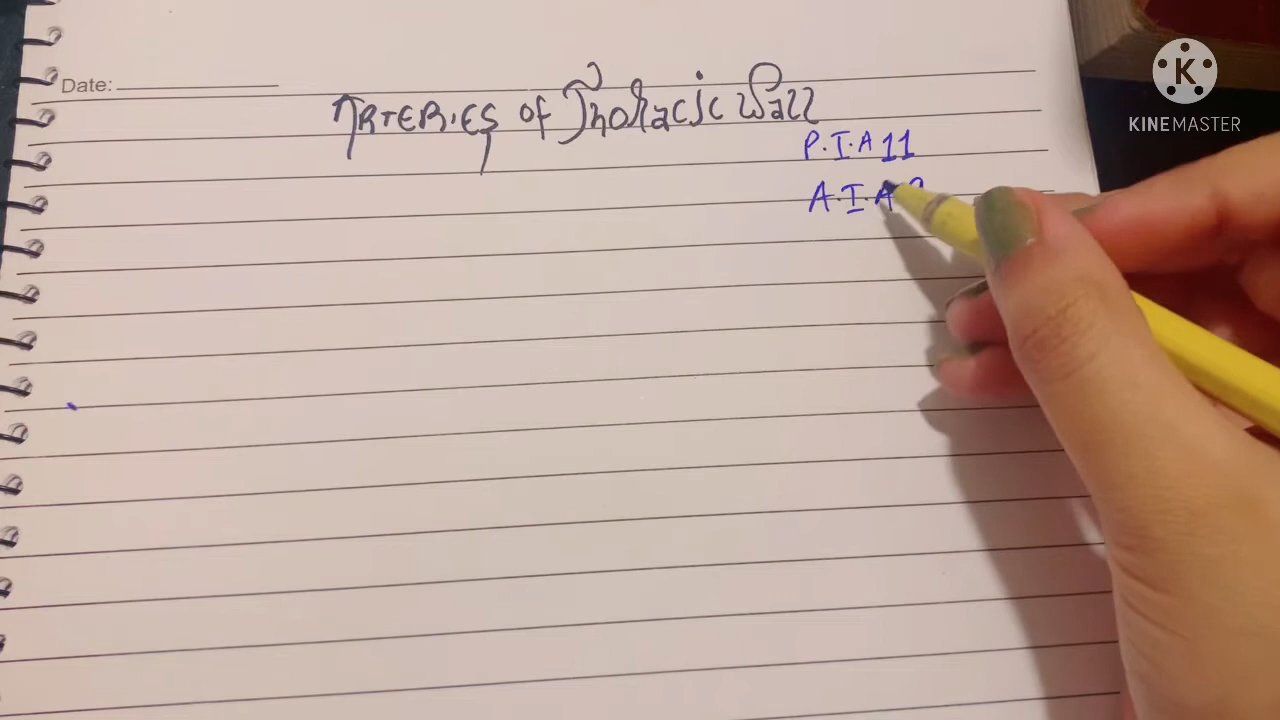 Date:
ARTERIES of Thoracic Wall
P.I.A 11
A.I.A
KINEMASTER